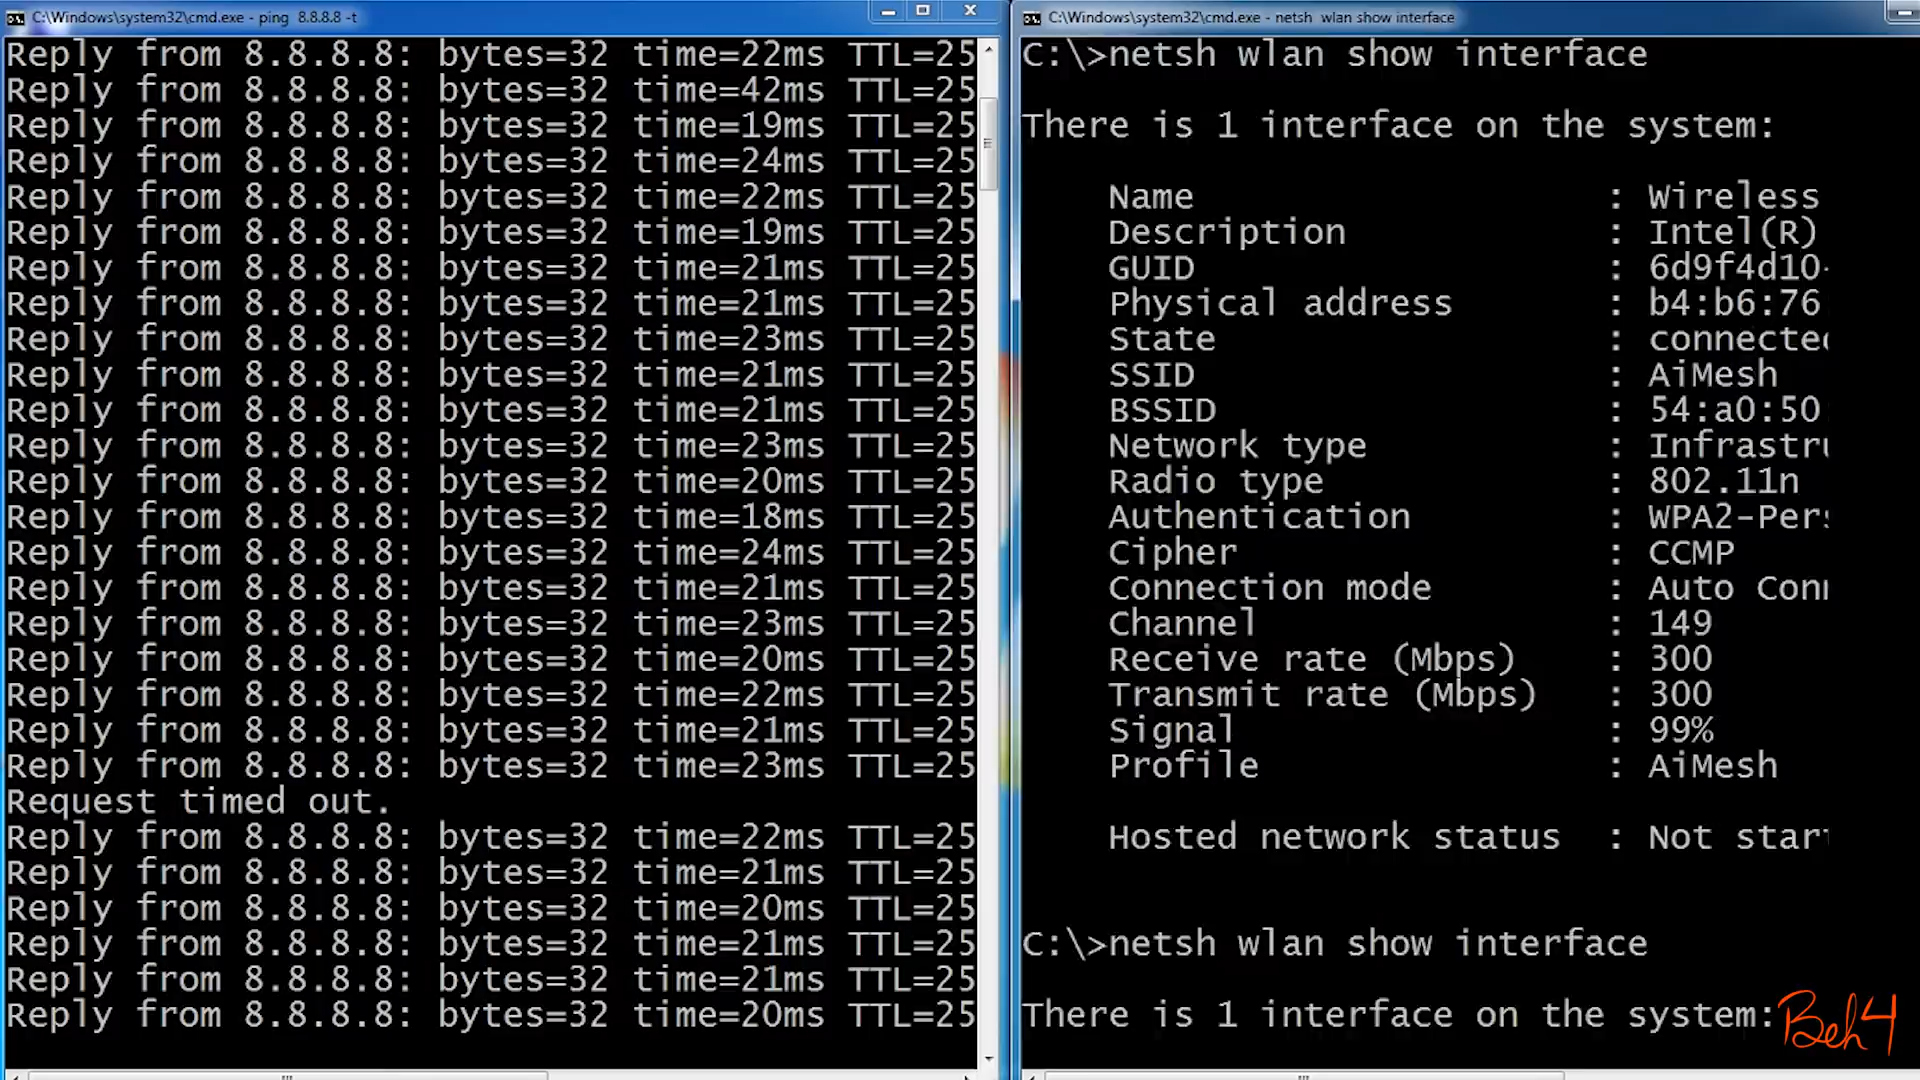 C:\Windows\system32\cmd.exe - ping  8.8.8.8 -t
Reply from 8.8.8.8: bytes=32 time=22ms TTL=25
Reply from 8.8.8.8: bytes=32 time=42ms TTL=25
Reply from 8.8.8.8: bytes=32 time=19ms TTL=25
Reply from 8.8.8.8: bytes=32 time=24ms TTL=25
Reply from 8.8.8.8: bytes=32 time=22ms TTL=25
Reply from 8.8.8.8: bytes=32 time=19ms TTL=25
Reply from 8.8.8.8: bytes=32 time=21ms TTL=25
Reply from 8.8.8.8: bytes=32 time=21ms TTL=25
Reply from 8.8.8.8: bytes=32 time=23ms TTL=25
Reply from 8.8.8.8: bytes=32 time=21ms TTL=25
Reply from 8.8.8.8: bytes=32 time=21ms TTL=25
Reply from 8.8.8.8: bytes=32 time=23ms TTL=25
Reply from 8.8.8.8: bytes=32 time=20ms TTL=25
Reply from 8.8.8.8: bytes=32 time=18ms TTL=25
Reply from 8.8.8.8: bytes=32 time=24ms TTL=25
Reply from 8.8.8.8: bytes=32 time=21ms TTL=25
Reply from 8.8.8.8: bytes=32 time=23ms TTL=25
Reply from 8.8.8.8: bytes=32 time=20ms TTL=25
Reply from 8.8.8.8: bytes=32 time=22ms TTL=25
Reply from 8.8.8.8: bytes=32 time=21ms TTL=25
Reply from 8.8.8.8: bytes=32 time=23ms TTL=25
Request timed out.
Reply from 8.8.8.8: bytes=32 time=22ms TTL=25
Reply from 8.8.8.8: bytes=32 time=21ms TTL=25
Reply from 8.8.8.8: bytes=32 time=20ms TTL=25
Reply from 8.8.8.8: bytes=32 time=21ms TTL=25
Reply from 8.8.8.8: bytes=32 time=21ms TTL=25
Reply from 8.8.8.8: bytes=32 time=20ms TTL=25
C:\Windows\system32\cmd.exe - netsh  wlan show interface
C:\>netsh wlan show interface
There is 1 interface on the system:
Name : Wireless
Description : Intel(R)
GUID : 6d9f4d10-
Physical address : b4:b6:76
State : connected
SSID : AiMesh
BSSID : 54:a0:50
Network type : Infrastru
Radio type : 802.11n
Authentication : WPA2-Pers
Cipher : CCMP
Connection mode : Auto Conn
Channel : 149
Receive rate (Mbps) : 300
Transmit rate (Mbps) : 300
Signal : 99%
Profile : AiMesh
Hosted network status : Not start
C:\>netsh wlan show interface
There is 1 interface on the system:
Beh4